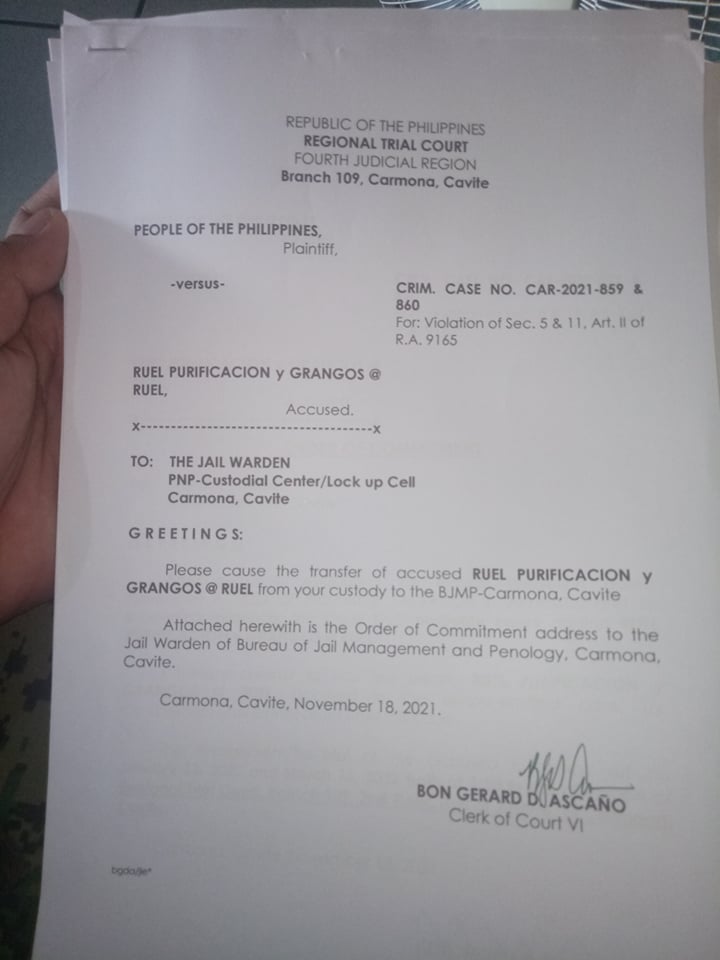 REPUBLIC OF THE PHILIPPINES
REGIONAL TRIAL COURT
FOURTH JUDICIAL REGION
Branch 109, Carmona, Cavite
PEOPLE OF THE PHILIPPINES,
Plaintiff,
-versus-
CRIM. CASE NO. CAR-2021-859 &
860
For: Violation of Sec. 5 & 11, Art. II of
R.A. 9165
RUEL PURIFICACION y GRANGOS @
RUEL,
Accused.
x-----------------------------------x
TO: THE JAIL WARDEN
PNP-Custodial Center/Lock up Cell
Carmona, Cavite
G R E E T I N G S:
Please cause the transfer of accused RUEL PURIFICACION y
GRANGOS @ RUEL from your custody to the BJMP-Carmona, Cavite
Attached herewith is the Order of Commitment address to the
Jail Warden of Bureau of Jail Management and Penology, Carmona,
Cavite.
Carmona, Cavite, November 18, 2021.
BON GERARD D. ASCAÑO
Clerk of Court VI
bgda/je*